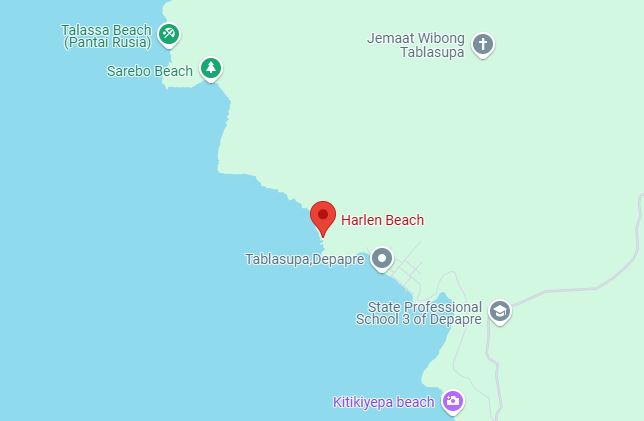 Talassa Beach
(Pantai Rusia)
Jemaat Wibong
Tablasupa
Sarebo Beach
Harlen Beach
Tablasupa,Depapre
State Professional
School 3 of Depapre
Kitikiyepa beach